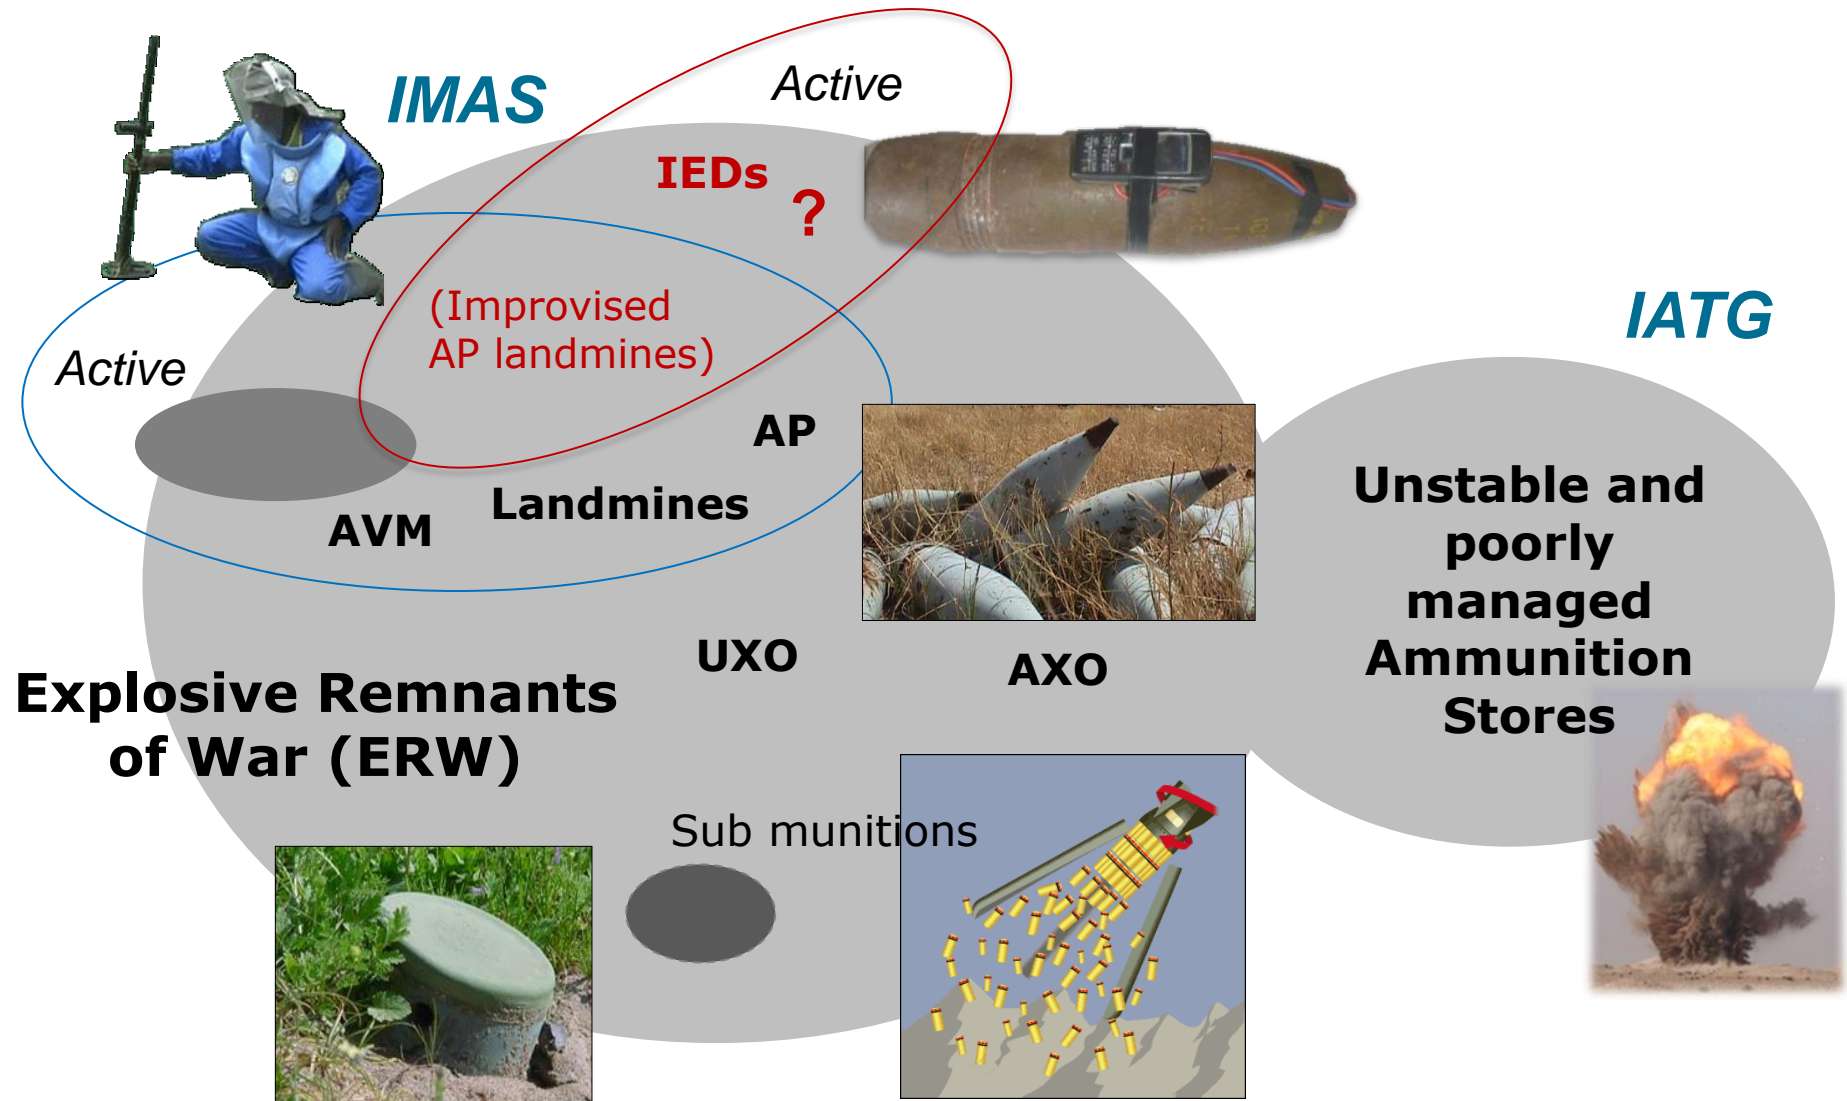 IMAS
Active
IEDs
?
(Improvised
AP landmines)
IATG
Active
AP
Landmines
AVM
Unstable and
poorly
managed
Ammunition
Stores
UXO
AXO
Explosive Remnants
of War (ERW)
Sub munitions